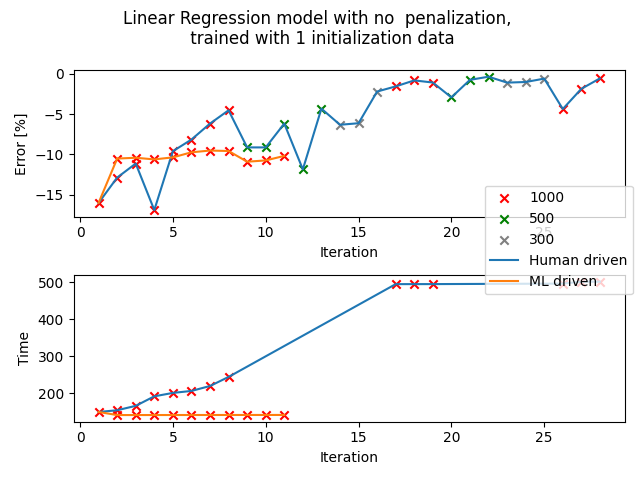 Linear Regression model with no  penalization,
trained with 1 initialization data
0
−5
−10
−15
Error [%]
0 5 10 15 20 25
Iteration
1000
500
300
Human driven
ML driven
500
400
300
200
Time
0 5 10 15 20 25
Iteration